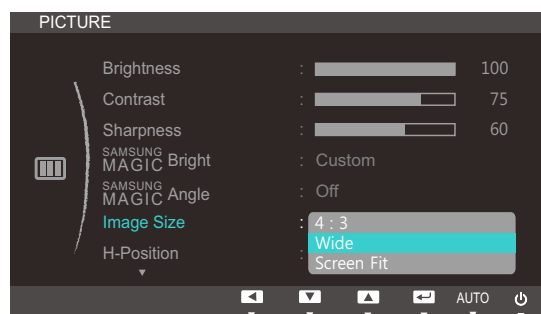 PICTURE
Brightness : 100
Contrast : 75
Sharpness : 60
SAMSUNG MAGIC Bright : Custom
SAMSUNG MAGIC Angle : Off
Image Size : 4 : 3
Wide
H-Position :
Screen Fit
AUTO